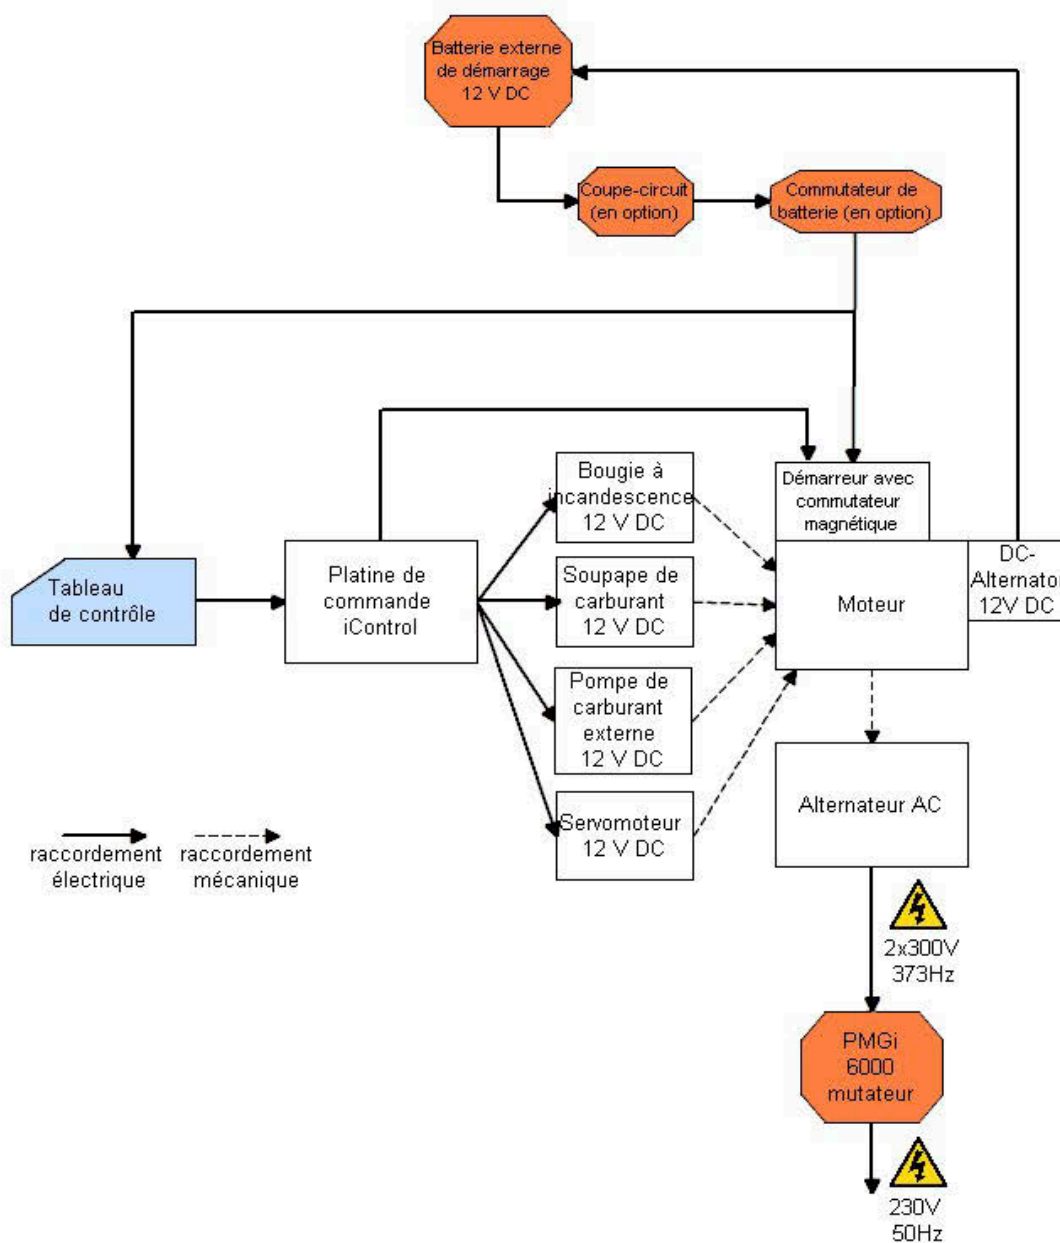 Batterie externe
de démarrage
12 V DC
Coupe-circuit
(en option)
Commutateur de
batterie (en option)
Bougie à
incandescence
12 V DC
Démarreur avec
commutateur
magnétique
Tableau
de contrôle
Platine de
commande
iControl
Soupape de
carburant
12 V DC
Moteur
DC-
Alternator
12V DC
Pompe de
carburant
externe
12 V DC
Alternateur AC
Servomoteur
12 V DC
raccordement
électrique
raccordement
mécanique
2x300V
373Hz
PMGi
6000
mutateur
230V
50Hz